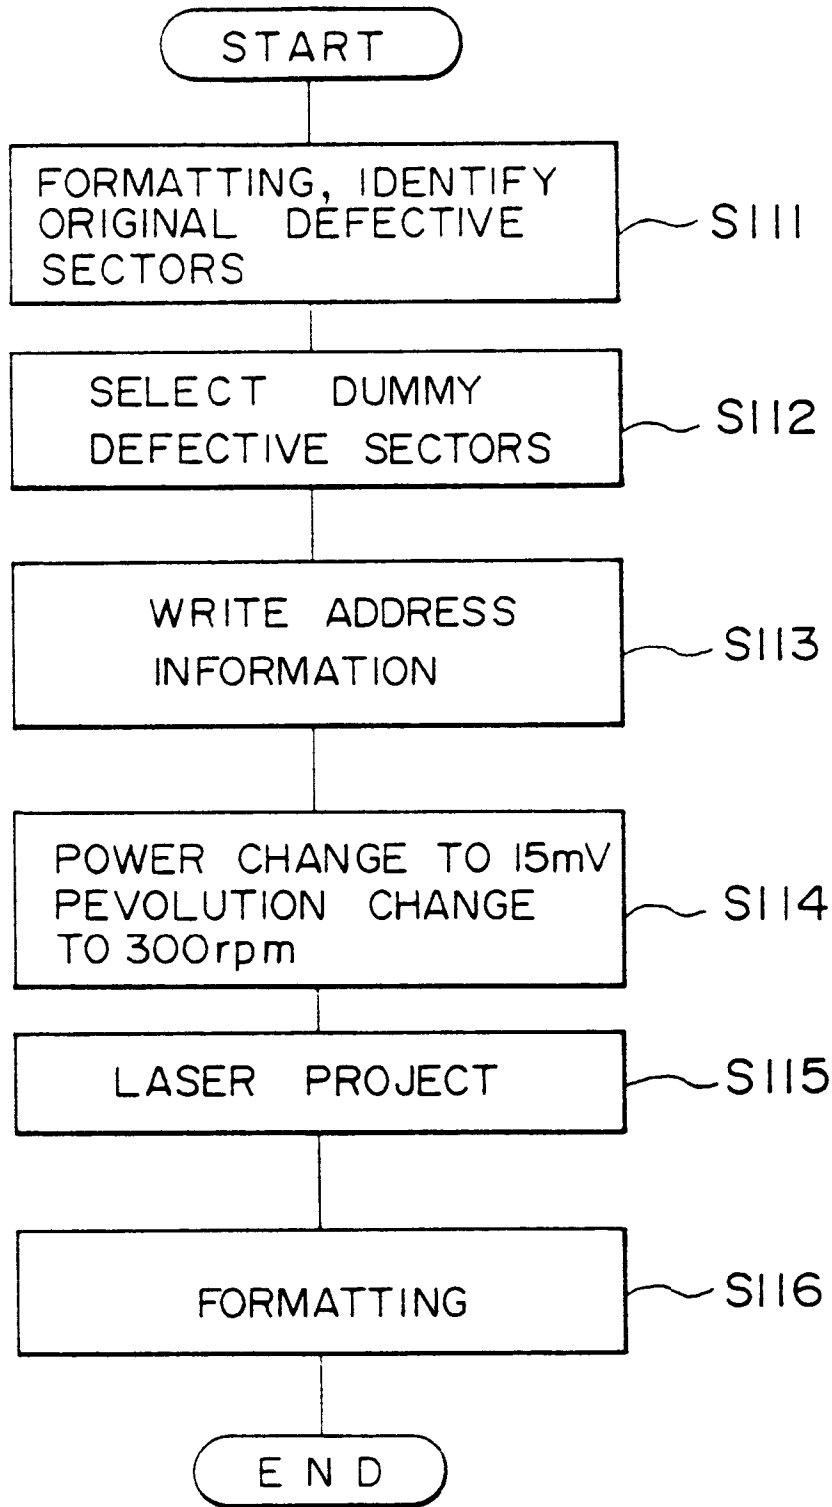 START
FORMATTING, IDENTIFY
ORIGINAL DEFECTIVE
SECTORS
S111
SELECT DUMMY
DEFECTIVE SECTORS
S112
WRITE ADDRESS
INFORMATION
S113
POWER CHANGE TO 15mV
PEVOLUTION CHANGE
TO 300rpm
S114
LASER PROJECT
S115
FORMATTING
S116
END